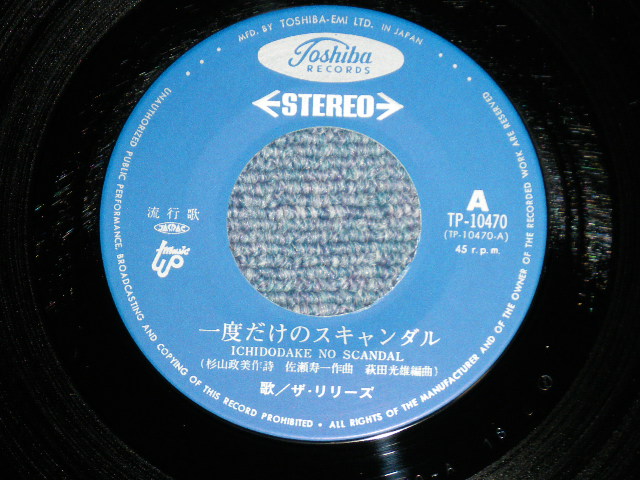 MFD. BY TOSHIBA-EMI LTD. IN JAPAN
Toshiba
RECORDS
STEREO
流行歌
Music
UP
A
TP-10470
(TP-10470-A)
45 r.p.m.
一度だけのスキャンダル
ICHIDODAKE NO SCANDAL
(杉山政美作詩 佐瀬寿一作曲 萩田光雄編曲)
歌/ザ・リリーズ
UNAUTHORIZED PUBLIC PERFORMANCE, BROADCASTING AND COPYING OF THIS RECORD PROHIBITED • ALL RIGHTS OF THE MANUFACTURER AND OF THE OWNER OF THE RECORDED WORK ARE RESERVED